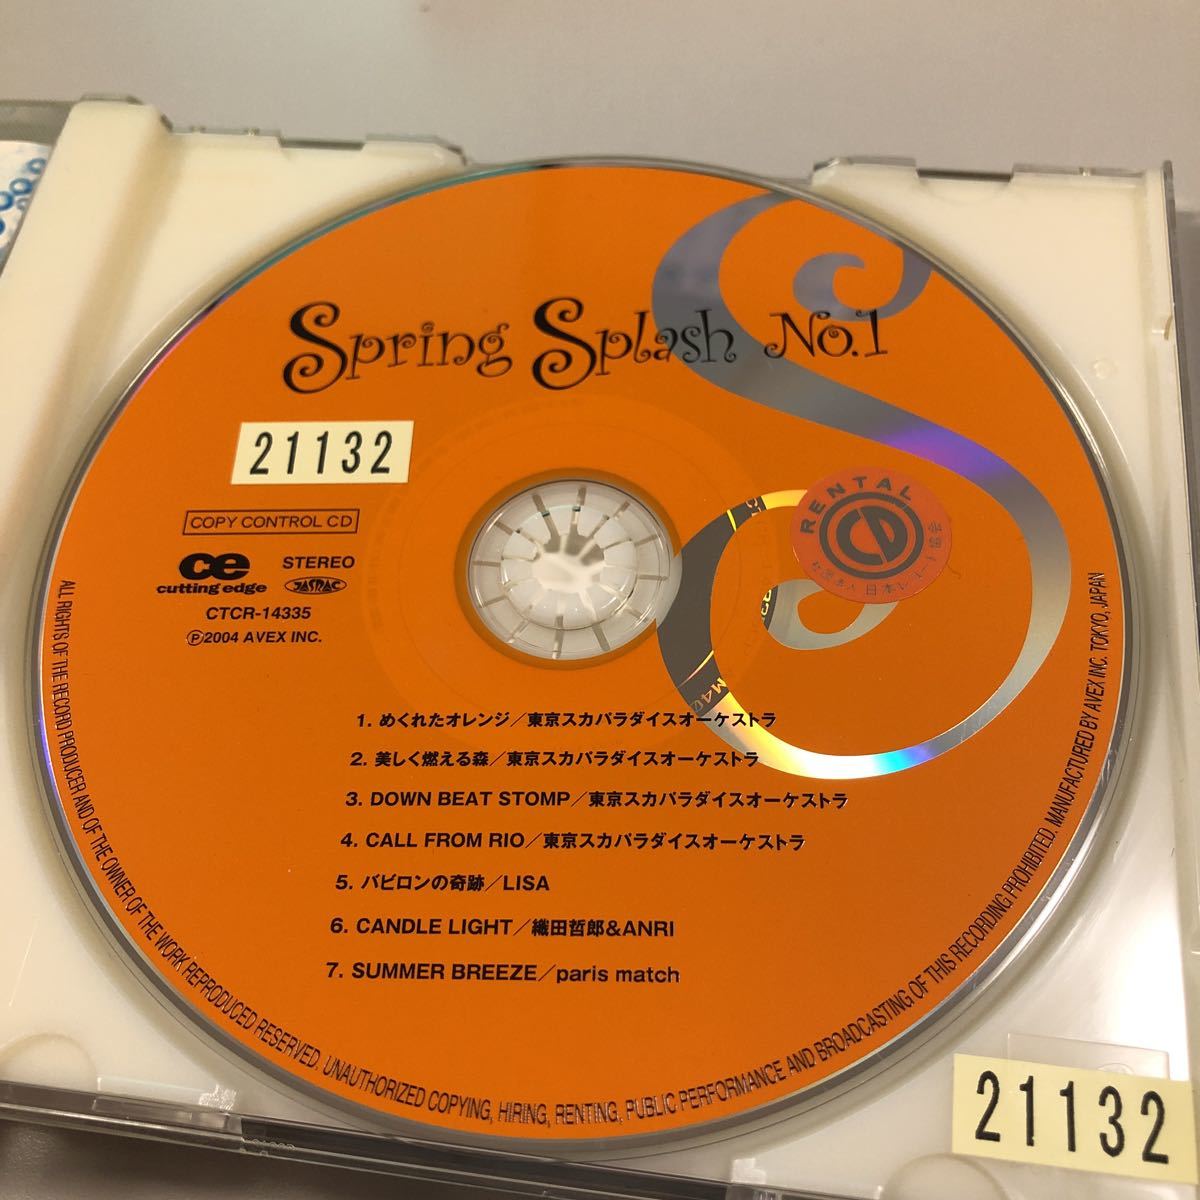 Spring Splash No.1
21132
COPY CONTROL CD
ce
cutting edge
STEREO
JASRAC
CTCR-14335
Ⓟ2004 AVEX INC.
RENTAL
CD
1. めくれたオレンジ/東京スカパラダイスオーケストラ
2. 美しく燃える森/東京スカパラダイスオーケストラ
3. DOWN BEAT STOMP/東京スカパラダイスオーケストラ
4. CALL FROM RIO/東京スカパラダイスオーケストラ
5. バビロンの奇跡/LISA
6. CANDLE LIGHT/織田哲郎&ANRI
7. SUMMER BREEZE/paris match
ALL RIGHTS OF THE RECORD PRODUCER AND OF THE OWNER OF THE WORK REPRODUCED RESERVED. UNAUTHORIZED COPYING, HIRING, RENTING, PUBLIC PERFORMANCE AND BROADCASTING OF THIS RECORDING PROHIBITED. MANUFACTURED BY AVEX INC. TOKYO, JAPAN
21132